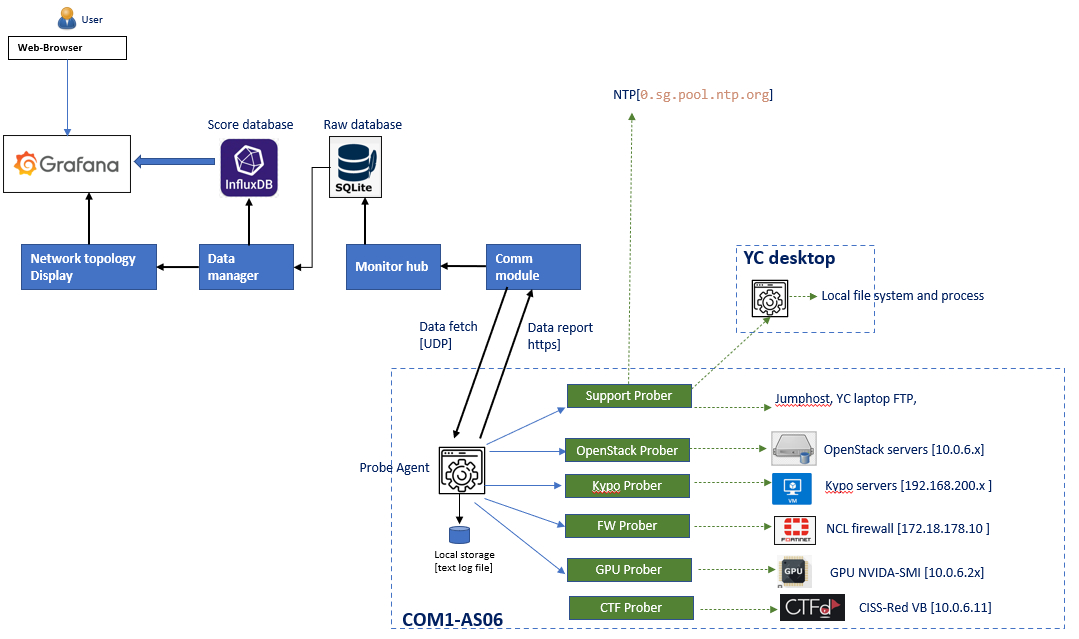 User
Web-Browser
NTP[0.sg.pool.ntp.org]
Score database
Raw database
Grafana
InfluxDB
SQLite
Network topology
Display
Data
manager
Monitor hub
Comm
module
YC desktop
Local file system and process
Data fetch
[UDP]
Data report
https]
Support Prober
Jumphost, YC laptop FTP,
Probe Agent
OpenStack Prober
OpenStack servers [10.0.6.x]
Kypo Prober
VM
Kypo servers [192.168.200.x ]
FW Prober
FORTINET
NCL firewall [172.18.178.10 ]
Local storage
[text log file]
GPU Prober
GPU
GPU NVIDA-SMI [10.0.6.2x]
CTF Prober
CTFd
CISS-Red VB [10.0.6.11]
COM1-AS06